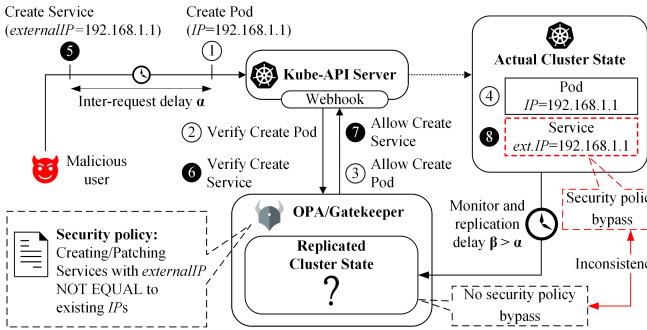 Create Service
(externalIP=192.168.1.1)
5
Create Pod
(IP=192.168.1.1)
1
Inter-request delay α
Malicious
user
Kube-API Server
Webhook
2 Verify Create Pod
6 Verify Create
Service
7 Allow Create
Service
3 Allow Create
Pod
Actual Cluster State
4
Pod
IP=192.168.1.1
8
Service
ext.IP=192.168.1.1
Monitor and
replication
delay β > α
Security policy
bypass
Inconsistenc
No security policy
bypass
OPA/Gatekeeper
Replicated
Cluster State
?
Security policy:
Creating/Patching
Services with externalIP
NOT EQUAL to
existing IPs